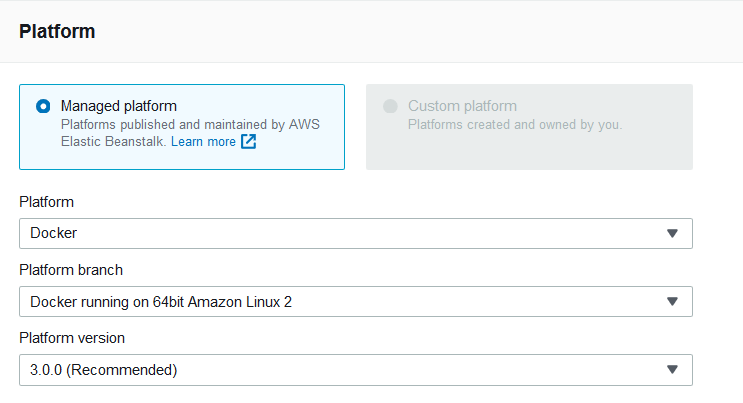 Platform
Managed platform
Platforms published and maintained by AWS
Elastic Beanstalk. Learn more
Custom platform
Platforms created and owned by you.
Platform
Docker
Platform branch
Docker running on 64bit Amazon Linux 2
Platform version
3.0.0 (Recommended)